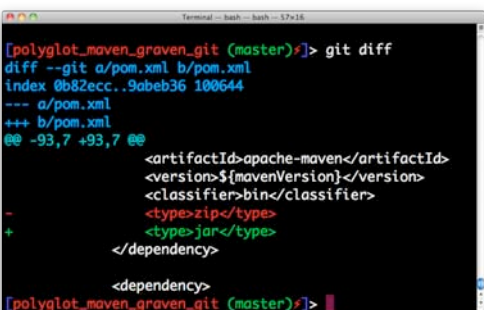 Terminal — bash — bash — 57×16
[polyglot_maven_graven_git (master)⚡]> git diff
diff --git a/pom.xml b/pom.xml
index 0b82ecc..9abeb36 100644
--- a/pom.xml
+++ b/pom.xml
@@ -93,7 +93,7 @@
                <artifactId>apache-maven</artifactId>
                <version>${mavenVersion}</version>
                <classifier>bin</classifier>
-               <type>zip</type>
+               <type>jar</type>
            </dependency>

            <dependency>
[polyglot_maven_graven_git (master)⚡]>